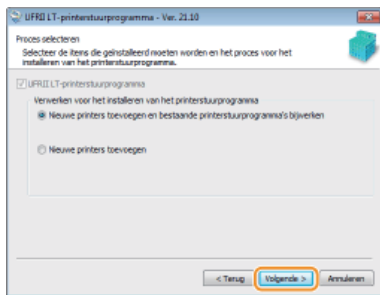 UFRII LT-printerstuurprogramma - Ver. 21.10
Proces selecteren
Selecteer de items die geïnstalleerd moeten worden en het proces voor het
installeren van het printerstuurprogramma.
UFRII LT-printerstuurprogramma
Verwerken voor het installeren van het printerstuurprogramma
Nieuwe printers toevoegen en bestaande printerstuurprogramma's bijwerken
Nieuwe printers toevoegen
< Terug
Volgende >
Annuleren